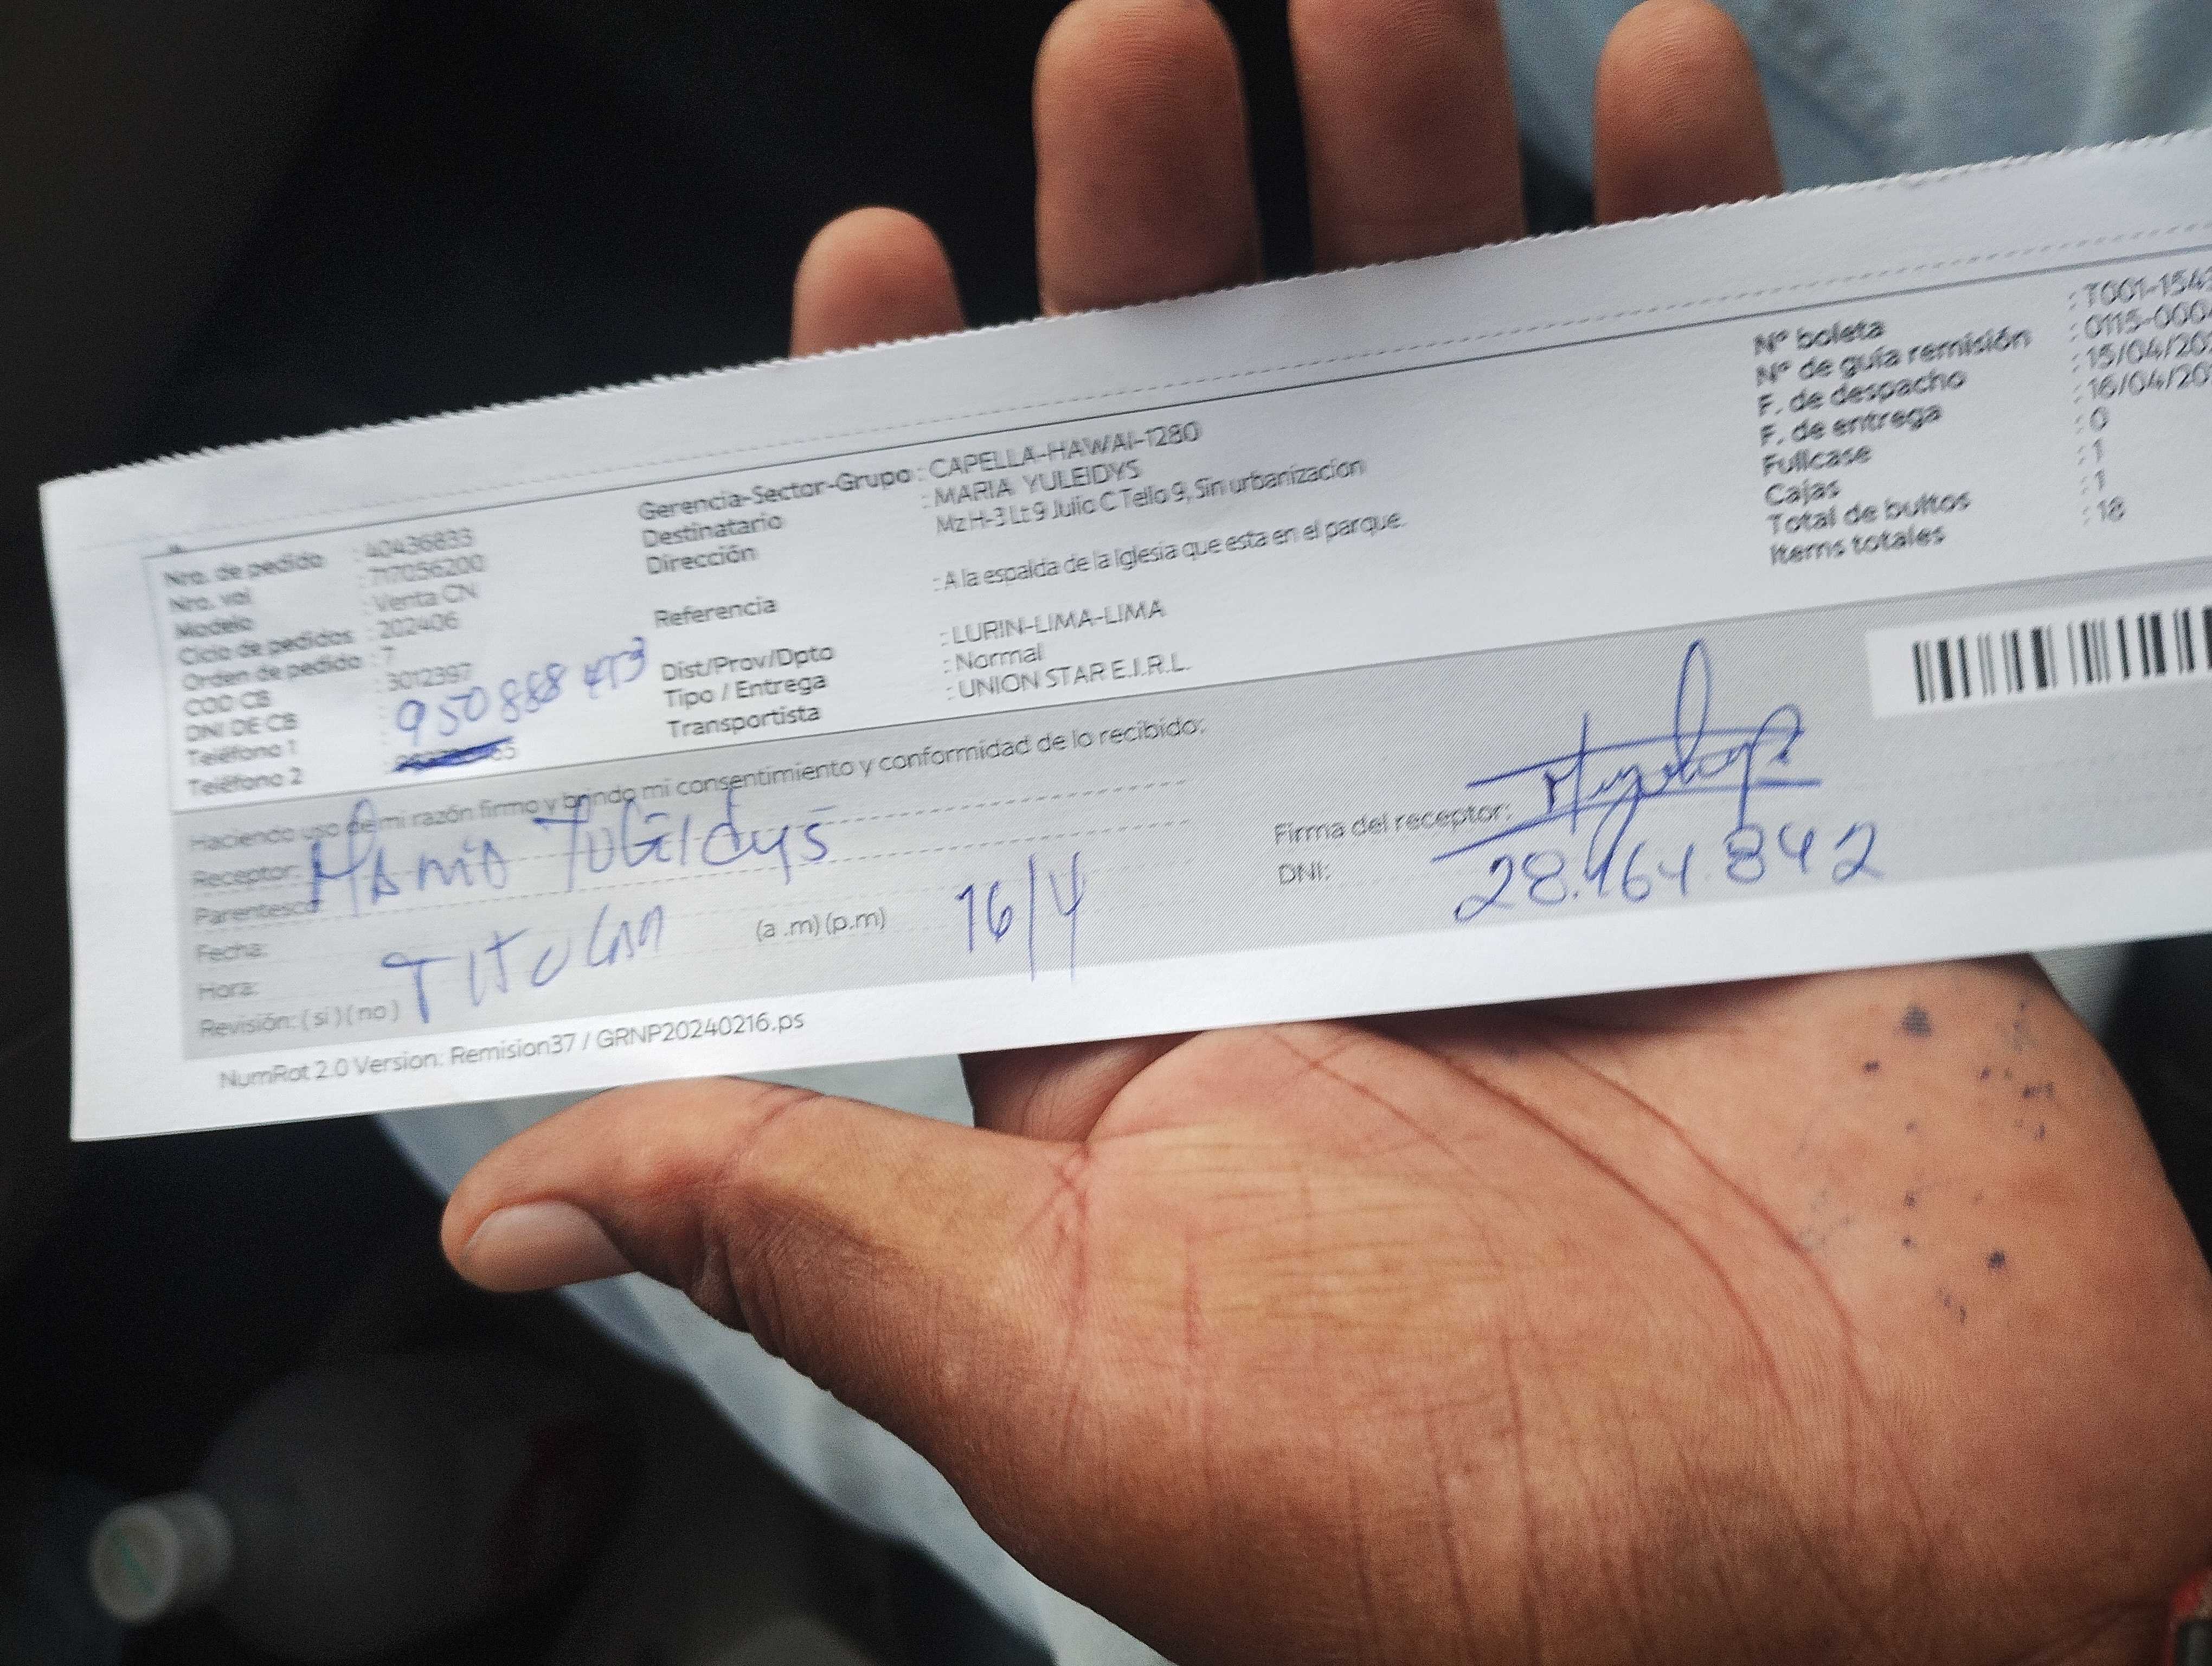 Nro. de pedido : 40436833
Nro. vol : 717056200
Modelo : Venta CN
Ciclo de pedidos : 202406
Orden de pedido : 7
COD CB : 3012397
DNI DE CB :
Teléfono 1 : 950888473
Teléfono 2
Gerencia-Sector-Grupo : CAPELLA-HAWAI-1280
Destinatario : MARIA YULEIDYS
Dirección Mz H-3 Lt 9 Julio C Tello 9, Sin urbanizacion
Referencia : A la espalda de la Iglesia que esta en el parque.
Dist/Prov/Dpto : LURIN-LIMA-LIMA
Tipo / Entrega : Normal
Transportista : UNION STAR E.I.R.L.
Nº boleta : T001-154
Nº de guía remisión : 0115-000
F. de despacho : 15/04/20
F. de entrega : 16/04/20
Fullcase : 0
Cajas : 1
Total de bultos : 1
Items totales : 18
Haciendo uso de mi razón firmo y brindo mi consentimiento y conformidad de lo recibido:
Receptor: Yuleidys
Parentesco:
Fecha:
Hora: (a .m) (p.m) 16/4
Revisión: ( si ) ( no ) TITULAR
Firma del receptor:
DNI: 28.464.842
NumRot 2.0 Version: Remision37 / GRNP20240216.ps